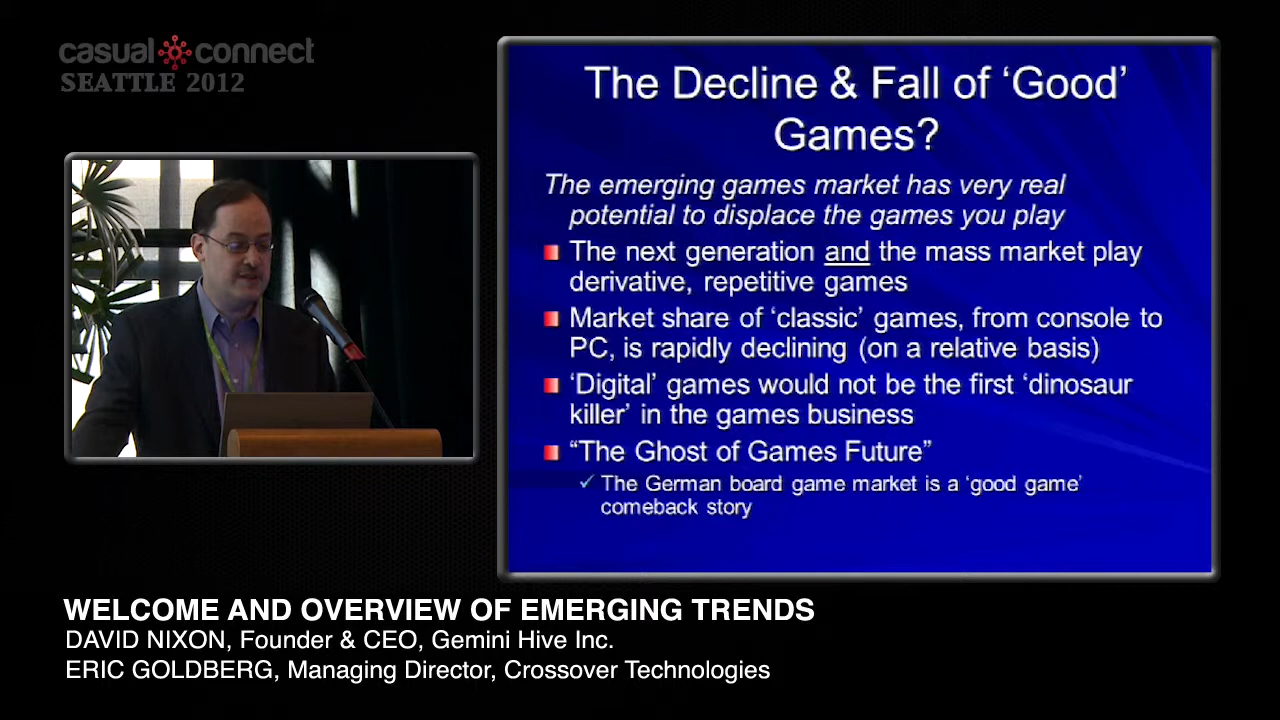 casual connect
SEATTLE 2012
The Decline & Fall of ‘Good’
Games?
The emerging games market has very real
potential to displace the games you play
The next generation and the mass market play
derivative, repetitive games
Market share of ‘classic’ games, from console to
PC, is rapidly declining (on a relative basis)
‘Digital’ games would not be the first ‘dinosaur
killer’ in the games business
“The Ghost of Games Future”
The German board game market is a ‘good game’
comeback story
WELCOME AND OVERVIEW OF EMERGING TRENDS
DAVID NIXON, Founder & CEO, Gemini Hive Inc.
ERIC GOLDBERG, Managing Director, Crossover Technologies